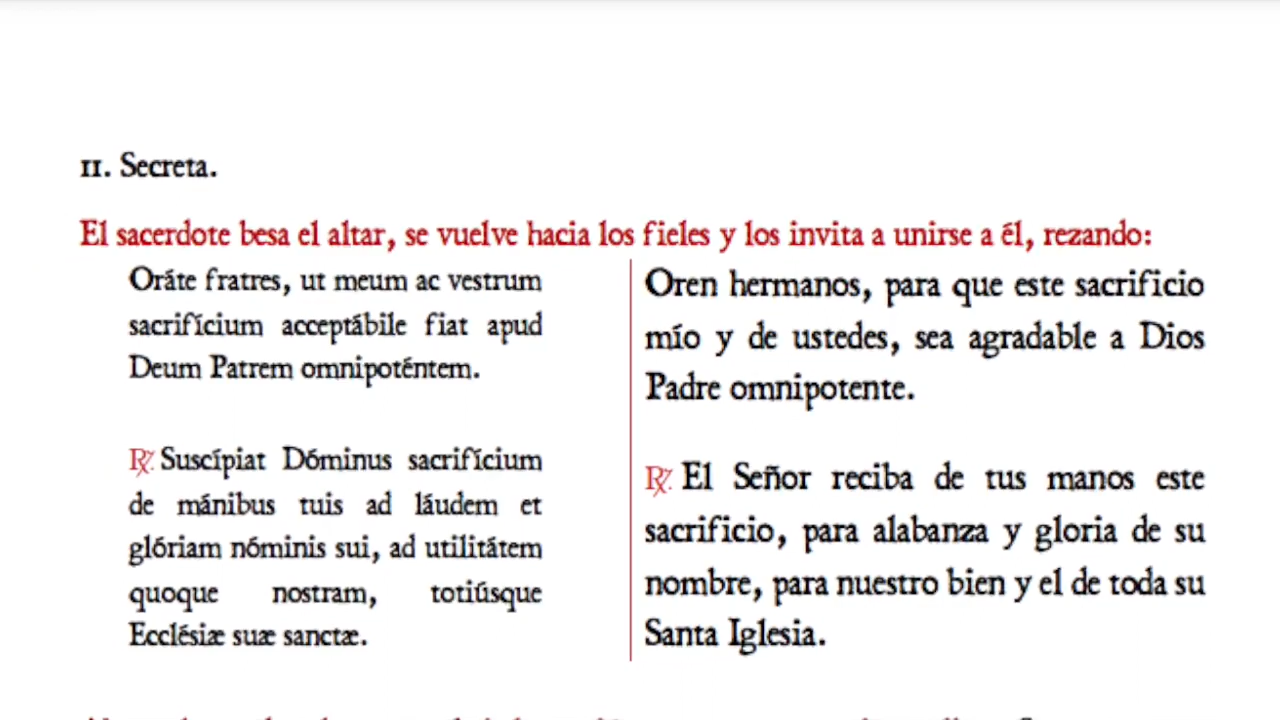 11. Secreta.
El sacerdote besa el altar, se vuelve hacia los fieles y los invita a unirse a él, rezando:
Oráte fratres, ut meum ac vestrum
sacrifícium acceptábile fiat apud
Deum Patrem omnipoténtem.
℟. Suscípiat Dóminus sacrifícium
de mánibus tuis ad láudem et
glóriam nóminis sui, ad utilitátem
quoque nostram, totiúsque
Ecclésiæ suæ sanctæ.
Oren hermanos, para que este sacrificio
mío y de ustedes, sea agradable a Dios
Padre omnipotente.
℟. El Señor reciba de tus manos este
sacrificio, para alabanza y gloria de su
nombre, para nuestro bien y el de toda su
Santa Iglesia.